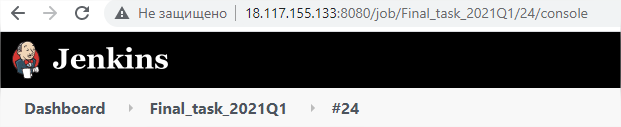 Не защищено 18.117.155.133:8080/job/Final_task_2021Q1/24/console
Jenkins
Dashboard Final_task_2021Q1 #24